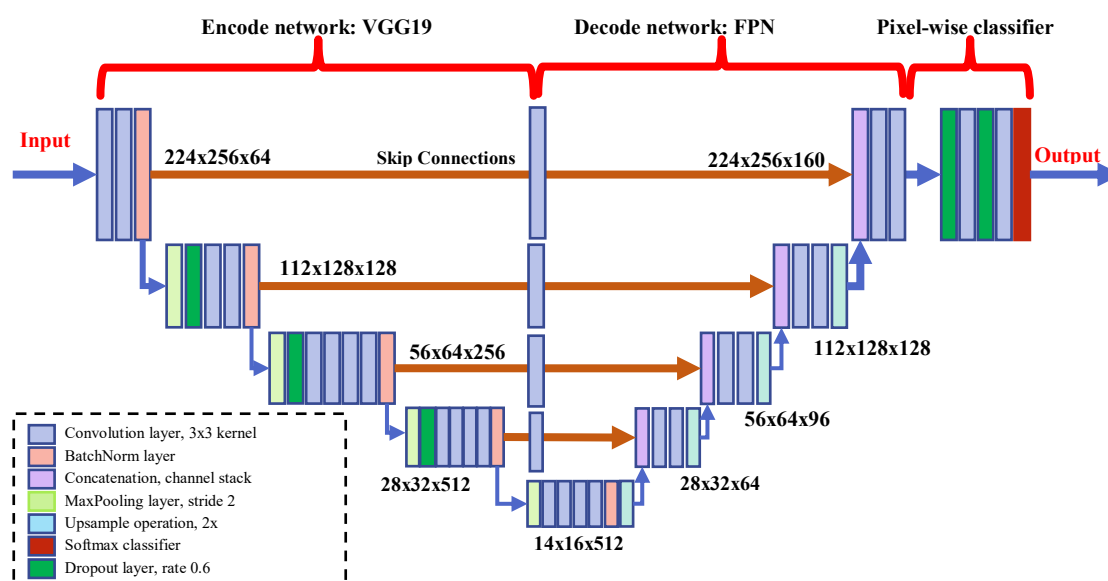 Encode network: VGG19
Decode network: FPN
Pixel-wise classifier
Input
224x256x64
Skip Connections
224x256x160
Output
112x128x128
112x128x128
56x64x256
56x64x96
28x32x512
28x32x64
14x16x512
Convolution layer, 3x3 kernel
BatchNorm layer
Concatenation, channel stack
MaxPooling layer, stride 2
Upsample operation, 2x
Softmax classifier
Dropout layer, rate 0.6